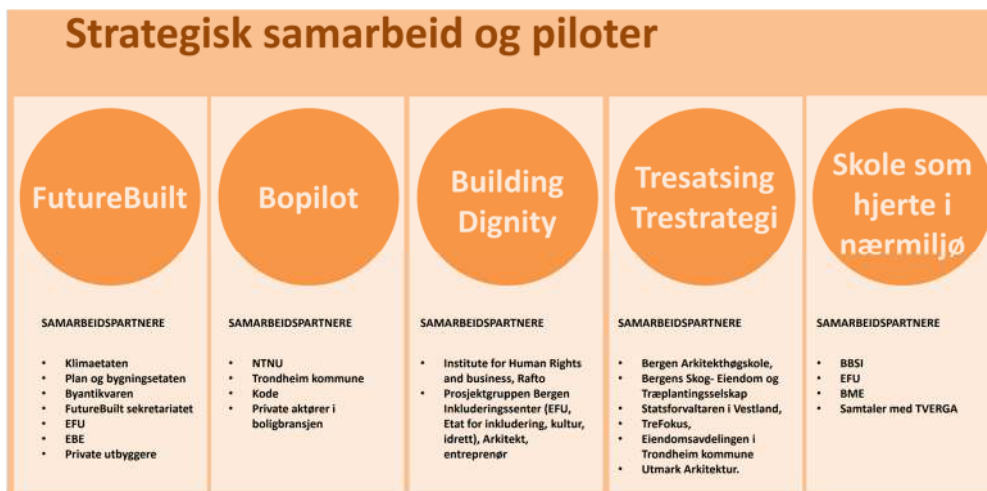 Strategisk samarbeid og piloter
FutureBuilt
SAMARBEIDSPARTNERE
• Klimaetaten
• Plan og bygningsetaten
• Byantikvaren
• FutureBuilt sekretariatet
• EFU
• EBE
• Private utbyggere
Bopilot
SAMARBEIDSPARTNERE
• NTNU
• Trondheim kommune
• Kode
• Private aktører i
boligbransjen
Building
Dignity
SAMARBEIDSPARTNERE
• Institute for Human Rights
and business, Rafto
• Prosjektgruppen Bergen
Inkluderingssenter (EFU,
Etat for inkludering, kultur,
idrett), Arkitekt,
entreprenør
Tresatsing
Trestrategi
SAMARBEIDSPARTNERE
• Bergen Arkitekthøgskole,
• Bergens Skog- Eiendom og
Træplantingsselskap
• Statsforvaltaren i Vestland,
• TreFokus,
• Eiendomsavdelingen i
Trondheim kommune
• Utmark Arkitektur.
Skole som
hjerte i
nærmiljø
SAMARBEIDSPARTNERE
• BBSI
• EFU
• BME
• Samtaler med TVERGA